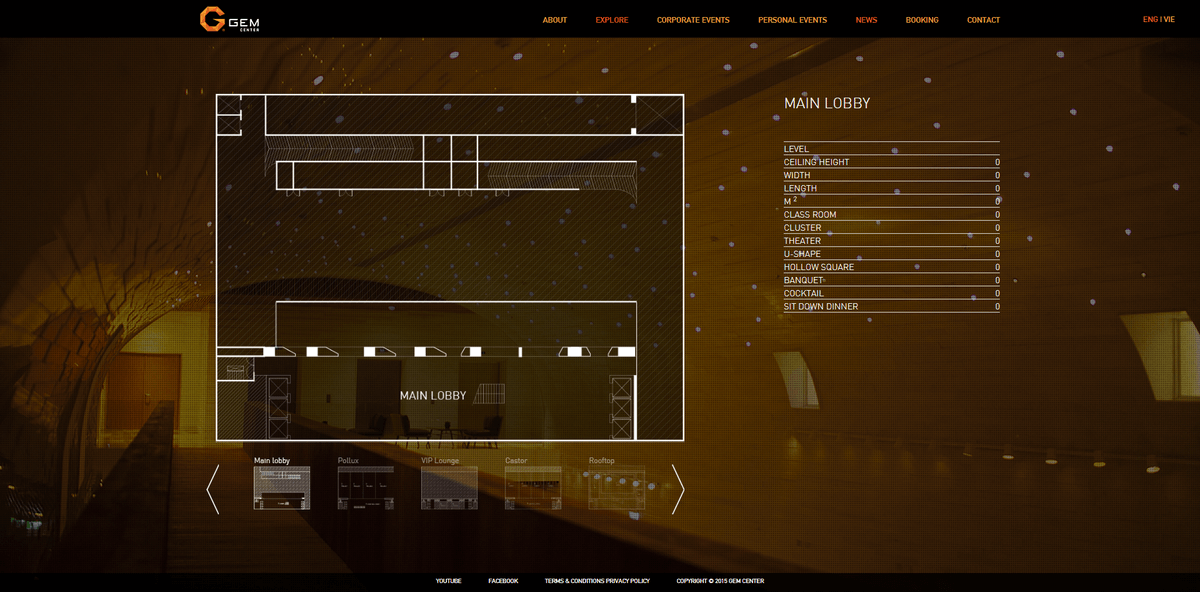 GEM
CENTER
ABOUT
EXPLORE
CORPORATE EVENTS
PERSONAL EVENTS
NEWS
BOOKING
CONTACT
ENG | VIE
MAIN LOBBY
LEVEL
CEILING HEIGHT 0
WIDTH 0
LENGTH 0
M 2 0
CLASS ROOM 0
CLUSTER 0
THEATER 0
U-SHAPE 0
HOLLOW SQUARE 0
BANQUET 0
COCKTAIL 0
SIT DOWN DINNER 0
MAIN LOBBY
Main lobby
Pollux
VIP Lounge
Castor
Rooftop
YOUTUBE
FACEBOOK
TERMS & CONDITIONS PRIVACY POLICY
COPYRIGHT © 2015 GEM CENTER